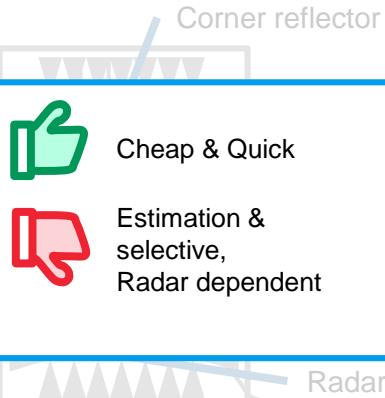 Corner reflector
Cheap & Quick
Estimation &
selective,
Radar dependent
Radar